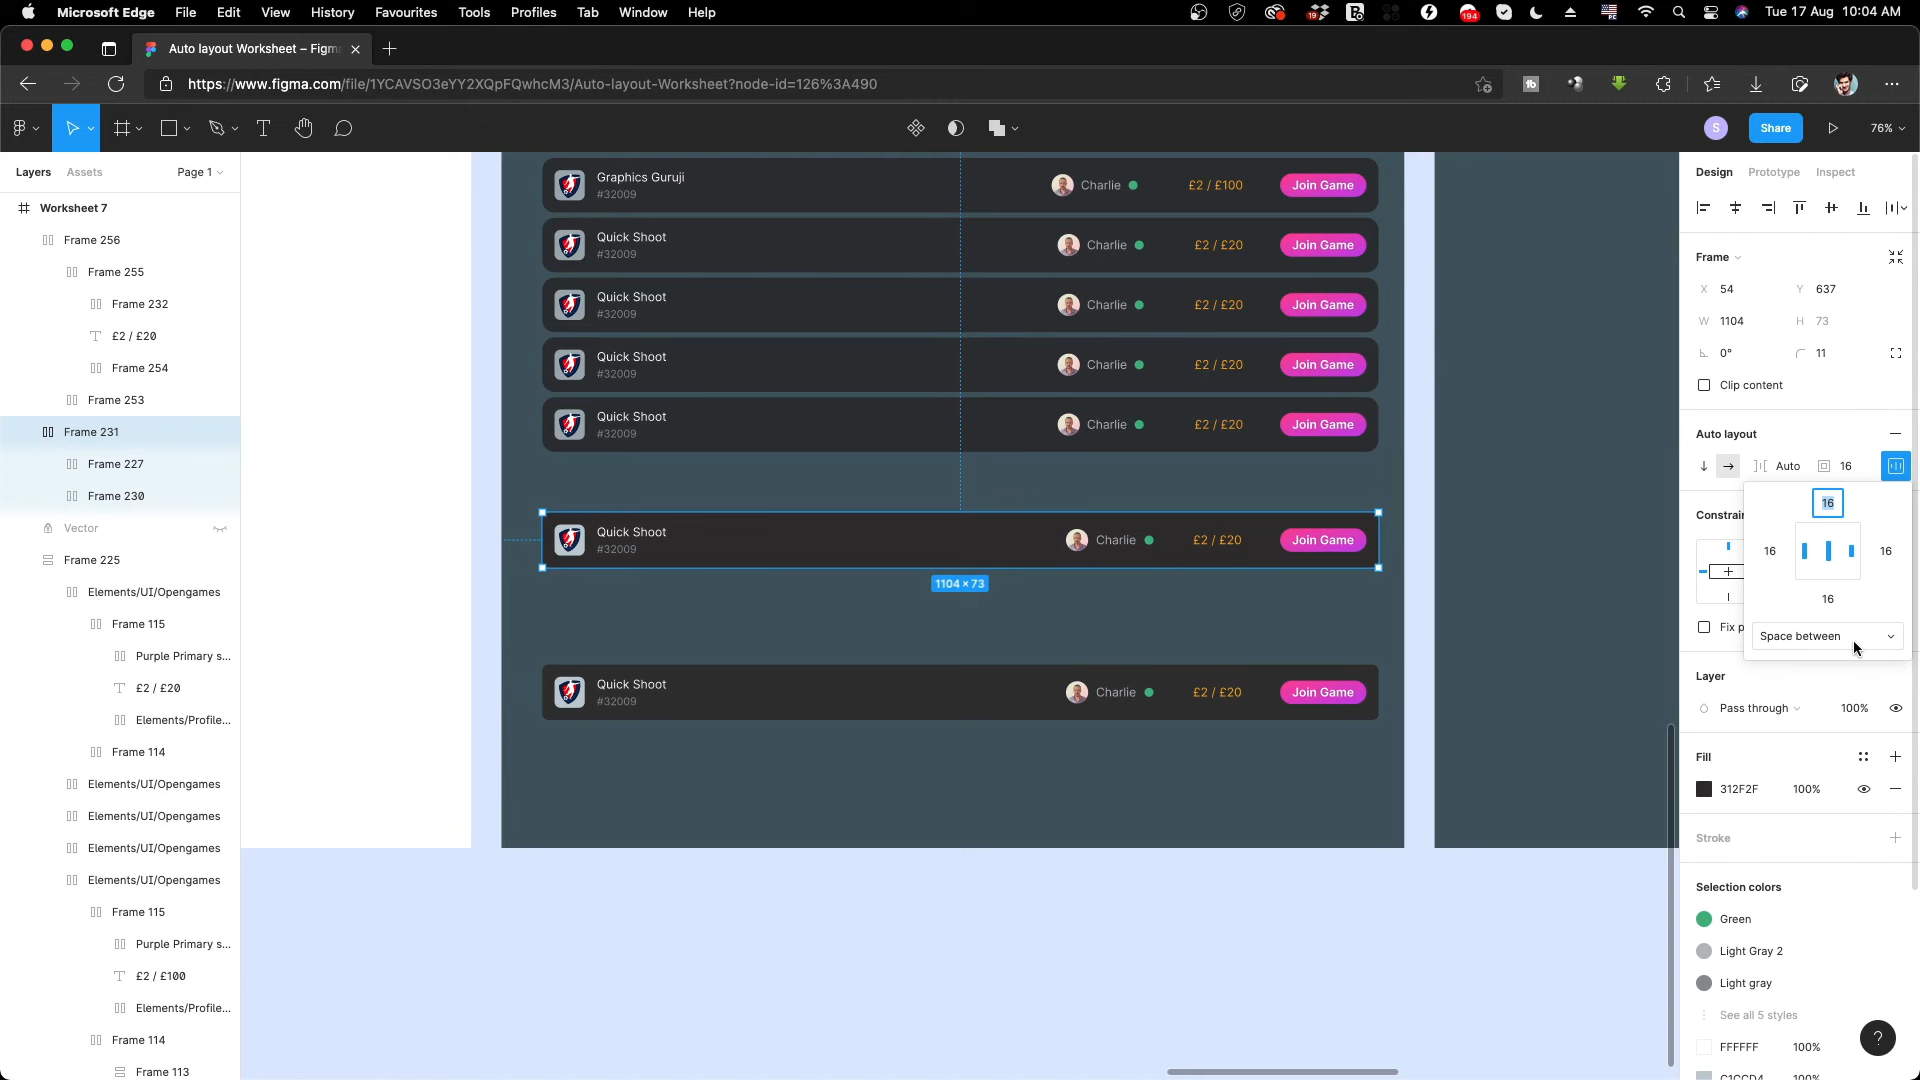 Microsoft Edge File Edit View History Favourites Tools Profiles Tab Window Help 19 194 Tue 17 Aug 10:04 AM
Auto layout Worksheet – Figma
https://www.figma.com/file/1YCAVSO3eYY2XQpFQwhcM3/Auto-layout-Worksheet?node-id=126%3A490
S Share 76%
Layers Assets Page 1
Worksheet 7
Frame 256
Frame 255
Frame 232
£2 / £20
Frame 254
Frame 253
Frame 231
Frame 227
Frame 230
Vector
Frame 225
Elements/UI/Opengames
Frame 115
Purple Primary s...
£2 / £20
Elements/Profile...
Frame 114
Elements/UI/Opengames
Elements/UI/Opengames
Elements/UI/Opengames
Elements/UI/Opengames
Frame 115
Purple Primary s...
£2 / £100
Elements/Profile...
Frame 114
Frame 113
Graphics Guruji
#32009
Charlie £2 / £100 Join Game
Quick Shoot
#32009
Charlie £2 / £20 Join Game
Quick Shoot
#32009
Charlie £2 / £20 Join Game
Quick Shoot
#32009
Charlie £2 / £20 Join Game
Quick Shoot
#32009
Charlie £2 / £20 Join Game
Quick Shoot
#32009
Charlie £2 / £20 Join Game
1104 × 73
Quick Shoot
#32009
Charlie £2 / £20 Join Game
Design Prototype Inspect
Frame
X 54 Y 637
W 1104 H 73
0° 11
Clip content
Auto layout
Auto 16
16
Constrai
16 16
16
Fix p
Space between
Layer
Pass through 100%
Fill
312F2F 100%
Stroke
Selection colors
Green
Light Gray 2
Light gray
See all 5 styles
FFFFFF 100%
C1CCD4 100%
?